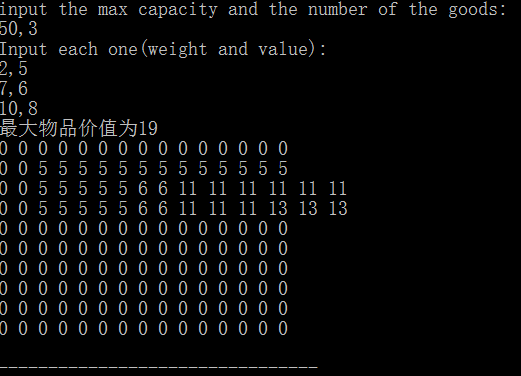 input the max capacity and the number of the goods:
50,3
Input each one(weight and value):
2,5
7,6
10,8
最大物品价值为19
0 0 0 0 0 0 0 0 0 0 0 0 0 0 0
0 0 5 5 5 5 5 5 5 5 5 5 5 5 5
0 0 5 5 5 5 5 6 6 11 11 11 11 11 11
0 0 5 5 5 5 5 6 6 11 11 11 13 13 13
0 0 0 0 0 0 0 0 0 0 0 0 0 0 0
0 0 0 0 0 0 0 0 0 0 0 0 0 0 0
0 0 0 0 0 0 0 0 0 0 0 0 0 0 0
0 0 0 0 0 0 0 0 0 0 0 0 0 0 0
0 0 0 0 0 0 0 0 0 0 0 0 0 0 0
0 0 0 0 0 0 0 0 0 0 0 0 0 0 0
--------------------------------